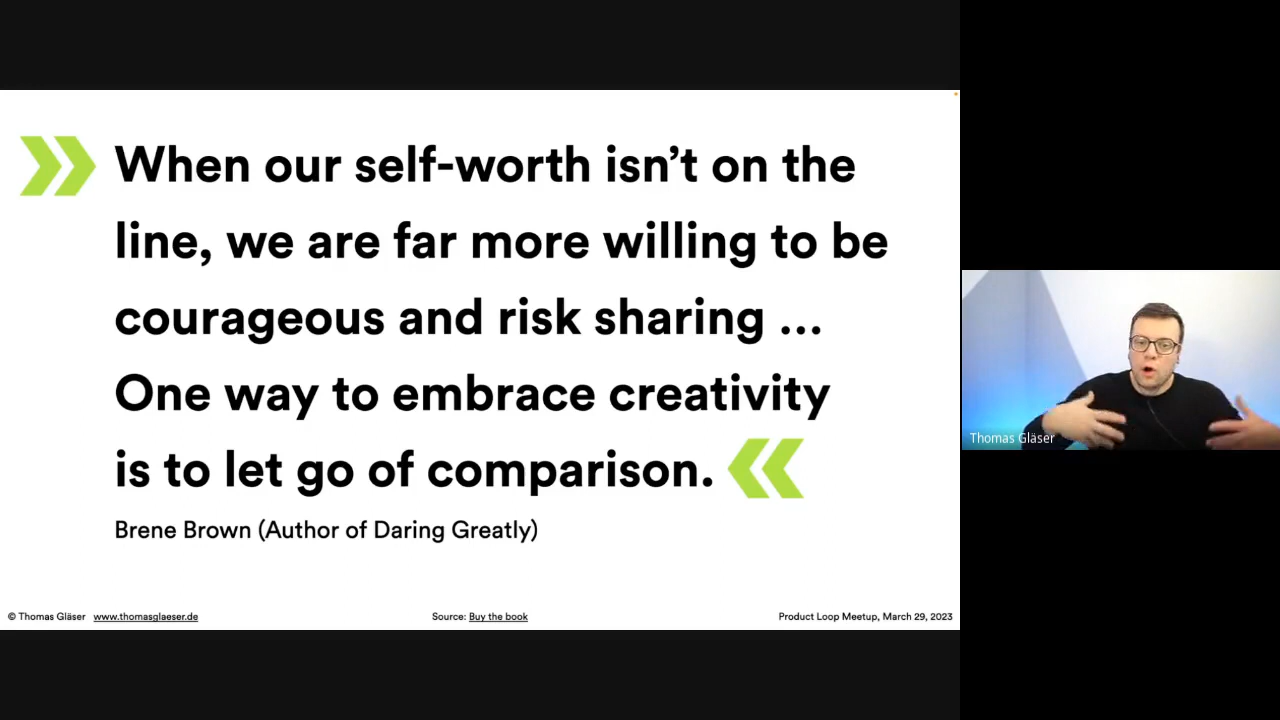 When our self-worth isn’t on the
line, we are far more willing to be
courageous and risk sharing ...
One way to embrace creativity
is to let go of comparison.
Brene Brown (Author of Daring Greatly)
© Thomas Gläser www.thomasglaeser.de
Source: Buy the book
Product Loop Meetup, March 29, 2023
Thomas Gläser